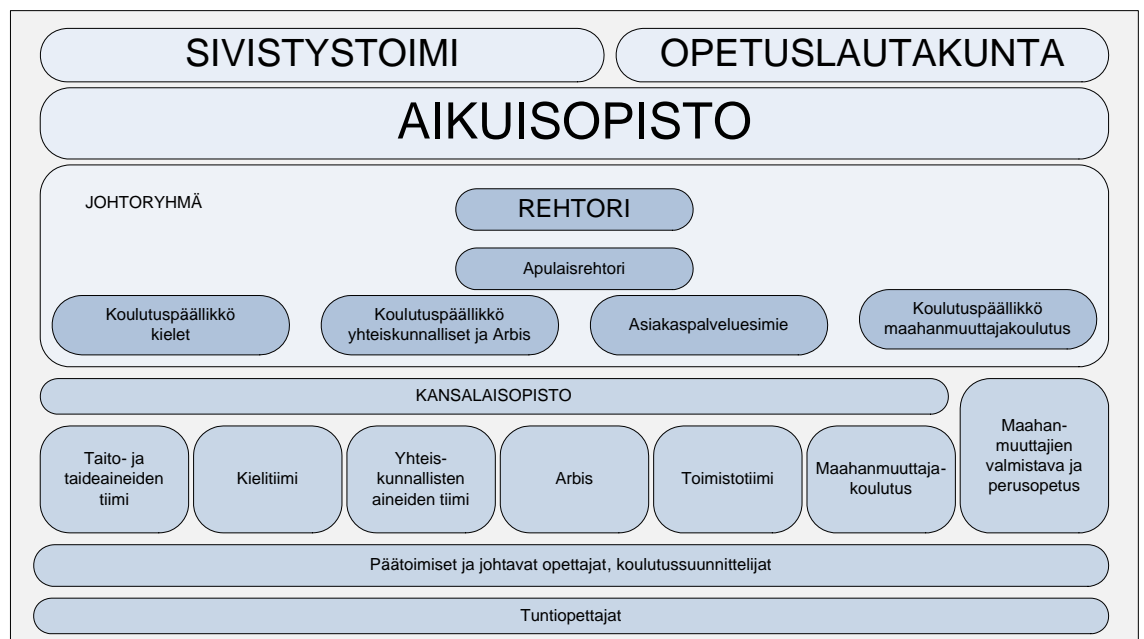 SIVISTYSTOIMI
OPETUSLAUTAKUNTA
AIKUISOPISTO
JOHTORYHMÄ
REHTORI
Apulaisrehtori
Koulutuspäällikkö
kielet
Koulutuspäällikkö
yhteiskunnalliset ja Arbis
Asiakaspalveluesimie
Koulutuspäällikkö
maahanmuuttajakoulutus
KANSALAISOPISTO
Taito- ja
taideaineiden
tiimi
Kielitiimi
Yhteis-
kunnallisten
aineiden tiimi
Arbis
Toimistotiimi
Maahanmuuttaja-
koulutus
Maahan-
muuttajien
valmistava ja
perusopetus
Päätoimiset ja johtavat opettajat, koulutussuunnittelijat
Tuntiopettajat